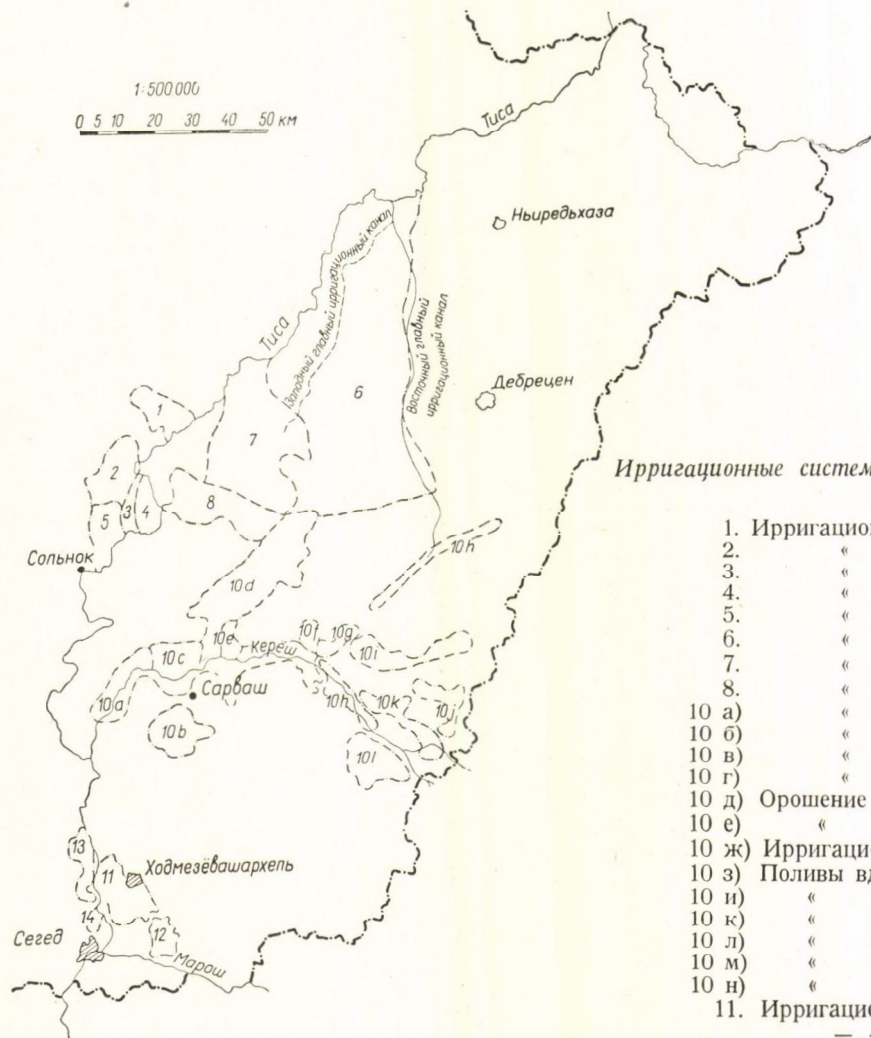 1:500 000
0 5 10 20 30 40 50 км
Тиса
Ньиредьхаза
Западный главный ирригационный канал
Восточный главный
ирригационный канал
Тиса
6
Дебрецен
1
7
2
8
3
4
5
Сольнок
10h
10d
10e
10f
10g
Кереш
10i
10c
10a
Сарваш
10h
10k
10j
10b
10l
13
11
Ходмезёвашархель
14
12
Сегед
Марош
Ирригационные систем
1. Ирригацион
2. «
3. «
4. «
5. «
6. «
7. «
8. «
10 а) «
10 б) «
10 в) «
10 г) «
10 д) Орошение
10 е) «
10 ж) Ирригаци
10 з) Поливы вд
10 и) «
10 к) «
10 л) «
10 м) «
10 н) «
11. Ирригацио